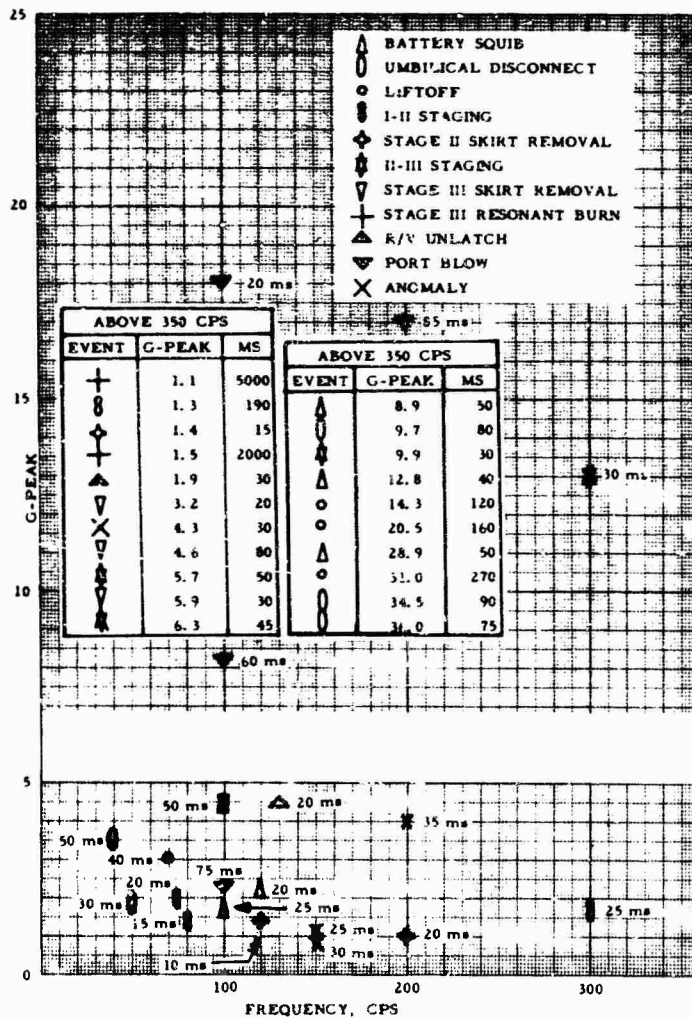 25
BATTERY SQUIB
UMBILICAL DISCONNECT
LIFTOFF
I-II STAGING
STAGE II SKIRT REMOVAL
II-III STAGING
STAGE III SKIRT REMOVAL
STAGE III RESONANT BURN
R/V UNLATCH
PORT BLOW
ANOMALY
20
20 ms
ABOVE 350 CPS
EVENT G-PEAK MS
1.1 5000
1.3 190
1.4 15
1.5 2000
1.9 30
3.2 20
4.3 30
4.6 80
5.7 50
5.9 30
6.3 45
ms
ABOVE 350 CPS
EVENT G-PEAK MS
8.9 50
9.7 80
9.9 30
12.8 40
14.3 120
20.5 160
28.9 50
31.0 270
34.5 90
75
15
G-PEAK
10
30 ms
60 ms
5
50 ms
20 ms
35 ms
50 ms
40 ms
75 ms
20 ms
20 ms
30 ms
25 ms
15 ms
25 ms
25 ms
20 ms
30 ms
10 ms
0
100
200
300
FREQUENCY, CPS